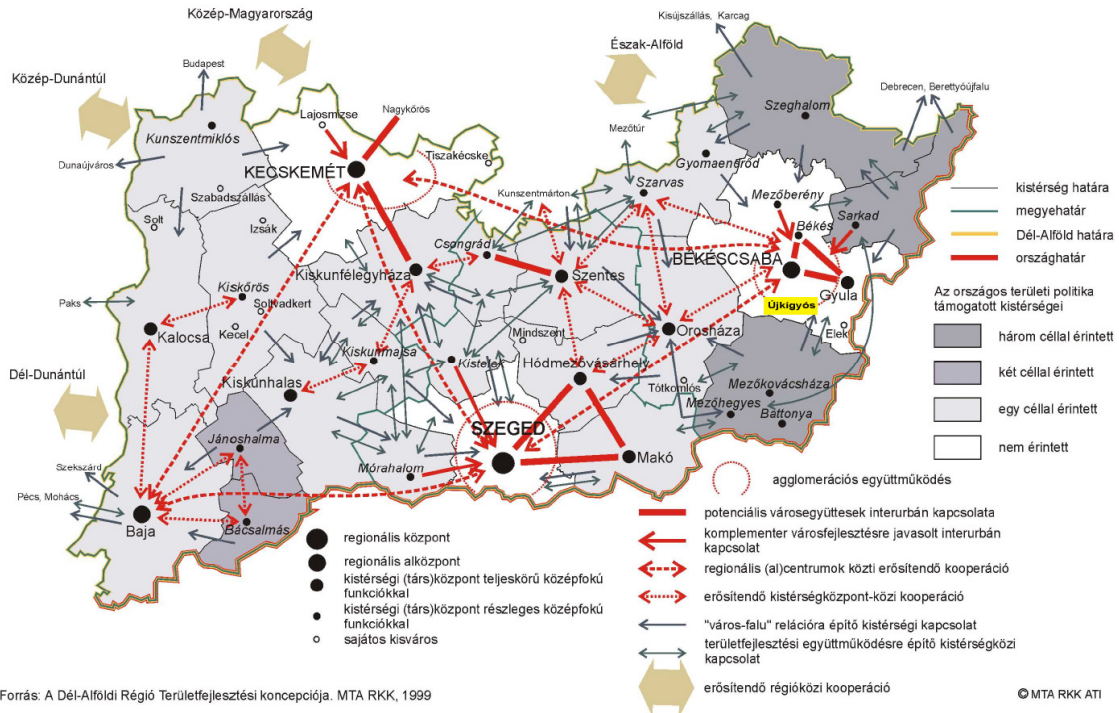 Közép-Magyarország
Kisújszállás, Karcag
Észak-Alföld
Közép-Dunántúl
Budapest
Nagykőrös
Lajosmizse
Debrecen, Berettyóújfalu
Szeghalom
Kunszentmiklós
Mezőtúr
Gyomaendrőd
Dunaújváros
KECSKEMÉT
Tiszakécske
Kunszentmárton
Szarvas
Mezőberény
Szabadszállás
Solt
Izsák
Békés
Sarkad
Csongrád
BÉKÉSCSABA
Kiskunfélegyháza
Szentes
Gyula
Kiskőrös
Soltvadkert
Újkigyós
Paks
Kalocsa
Kecel
Mindszent
Orosháza
Elek
Kiskunmajsa
Kistelek
Hódmezővásárhely
Kiskúnhalas
Tótkomlós
Mezőkovácsháza
Mezőhegyes
Battonya
Dél-Dunántúl
SZEGED
Jánoshalma
Makó
Mórahalom
Szekszárd
Pécs, Mohács
Baja
Bácsalmás
kistérség határa
megyehatár
Dél-Alföld határa
országhatár
Az országos területi politika
támogatott kistérségei
három céllal érintett
két céllal érintett
egy céllal érintett
nem érintett
regionális központ
regionális alközpont
kistérségi (társ)központ teljeskörű középfokú
funkciókkal
kistérségi (társ)központ részleges középfokú
funkciókkal
sajátos kisváros
agglomerációs együttműködés
potenciális városegyüttesek interurbán kapcsolata
komplementer városfejlesztésre javasolt interurbán
kapcsolat
regionális (al)centrumok közti erősítendő kooperáció
erősítendő kistérségközpont-közi kooperáció
"város-falu" relációra építő kistérségi kapcsolat
területfejlesztési együttműködésre építő kistérségközi
kapcsolat
erősítendő régióközi kooperáció
Forrás: A Dél-Alföldi Régió Területfejlesztési koncepciója. MTA RKK, 1999
© MTA RKK ATI